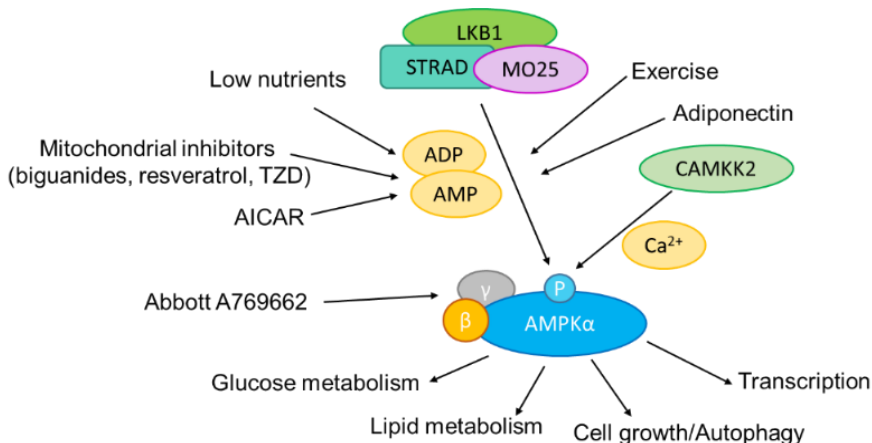 LKB1
STRAD
MO25
Low nutrients
Exercise
Adiponectin
Mitochondrial inhibitors
(biguanides, resveratrol, TZD)
ADP
AMP
CAMKK2
AICAR
Ca²⁺
Abbott A769662
γ
P
β
AMPKα
Glucose metabolism
Transcription
Lipid metabolism
Cell growth/Autophagy